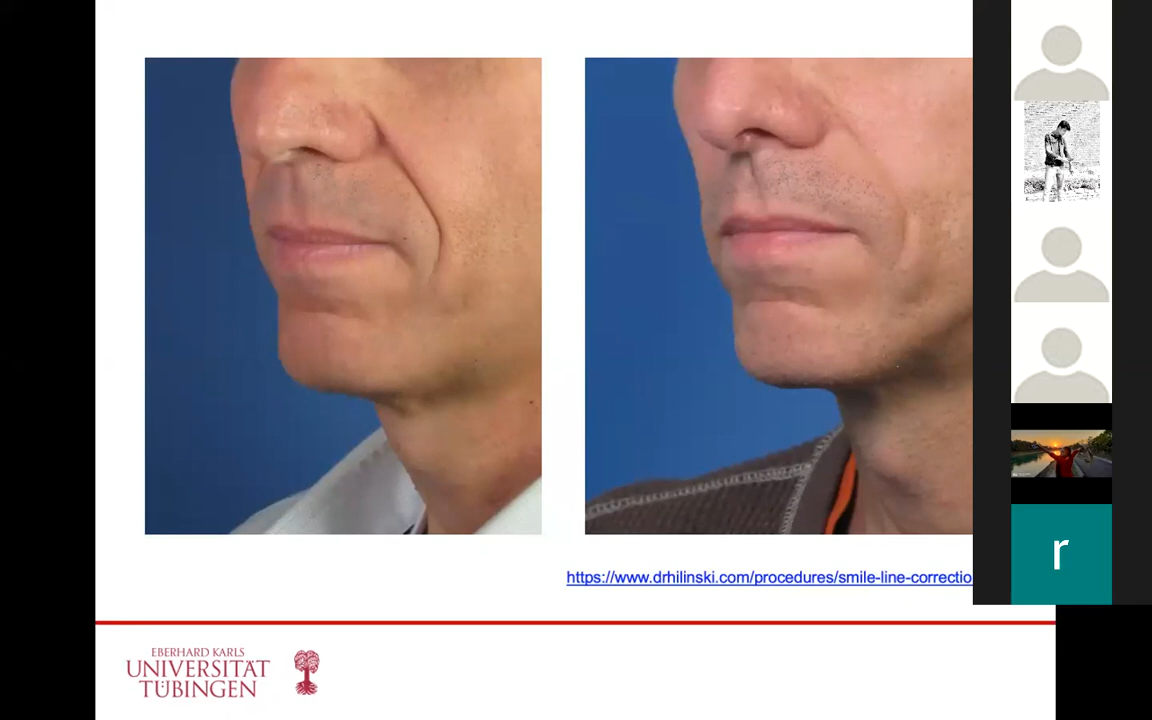 r
https://www.drhilinski.com/procedures/smile-line-correctio
EBERHARD KARLS
UNIVERSITÄT
TÜBINGEN